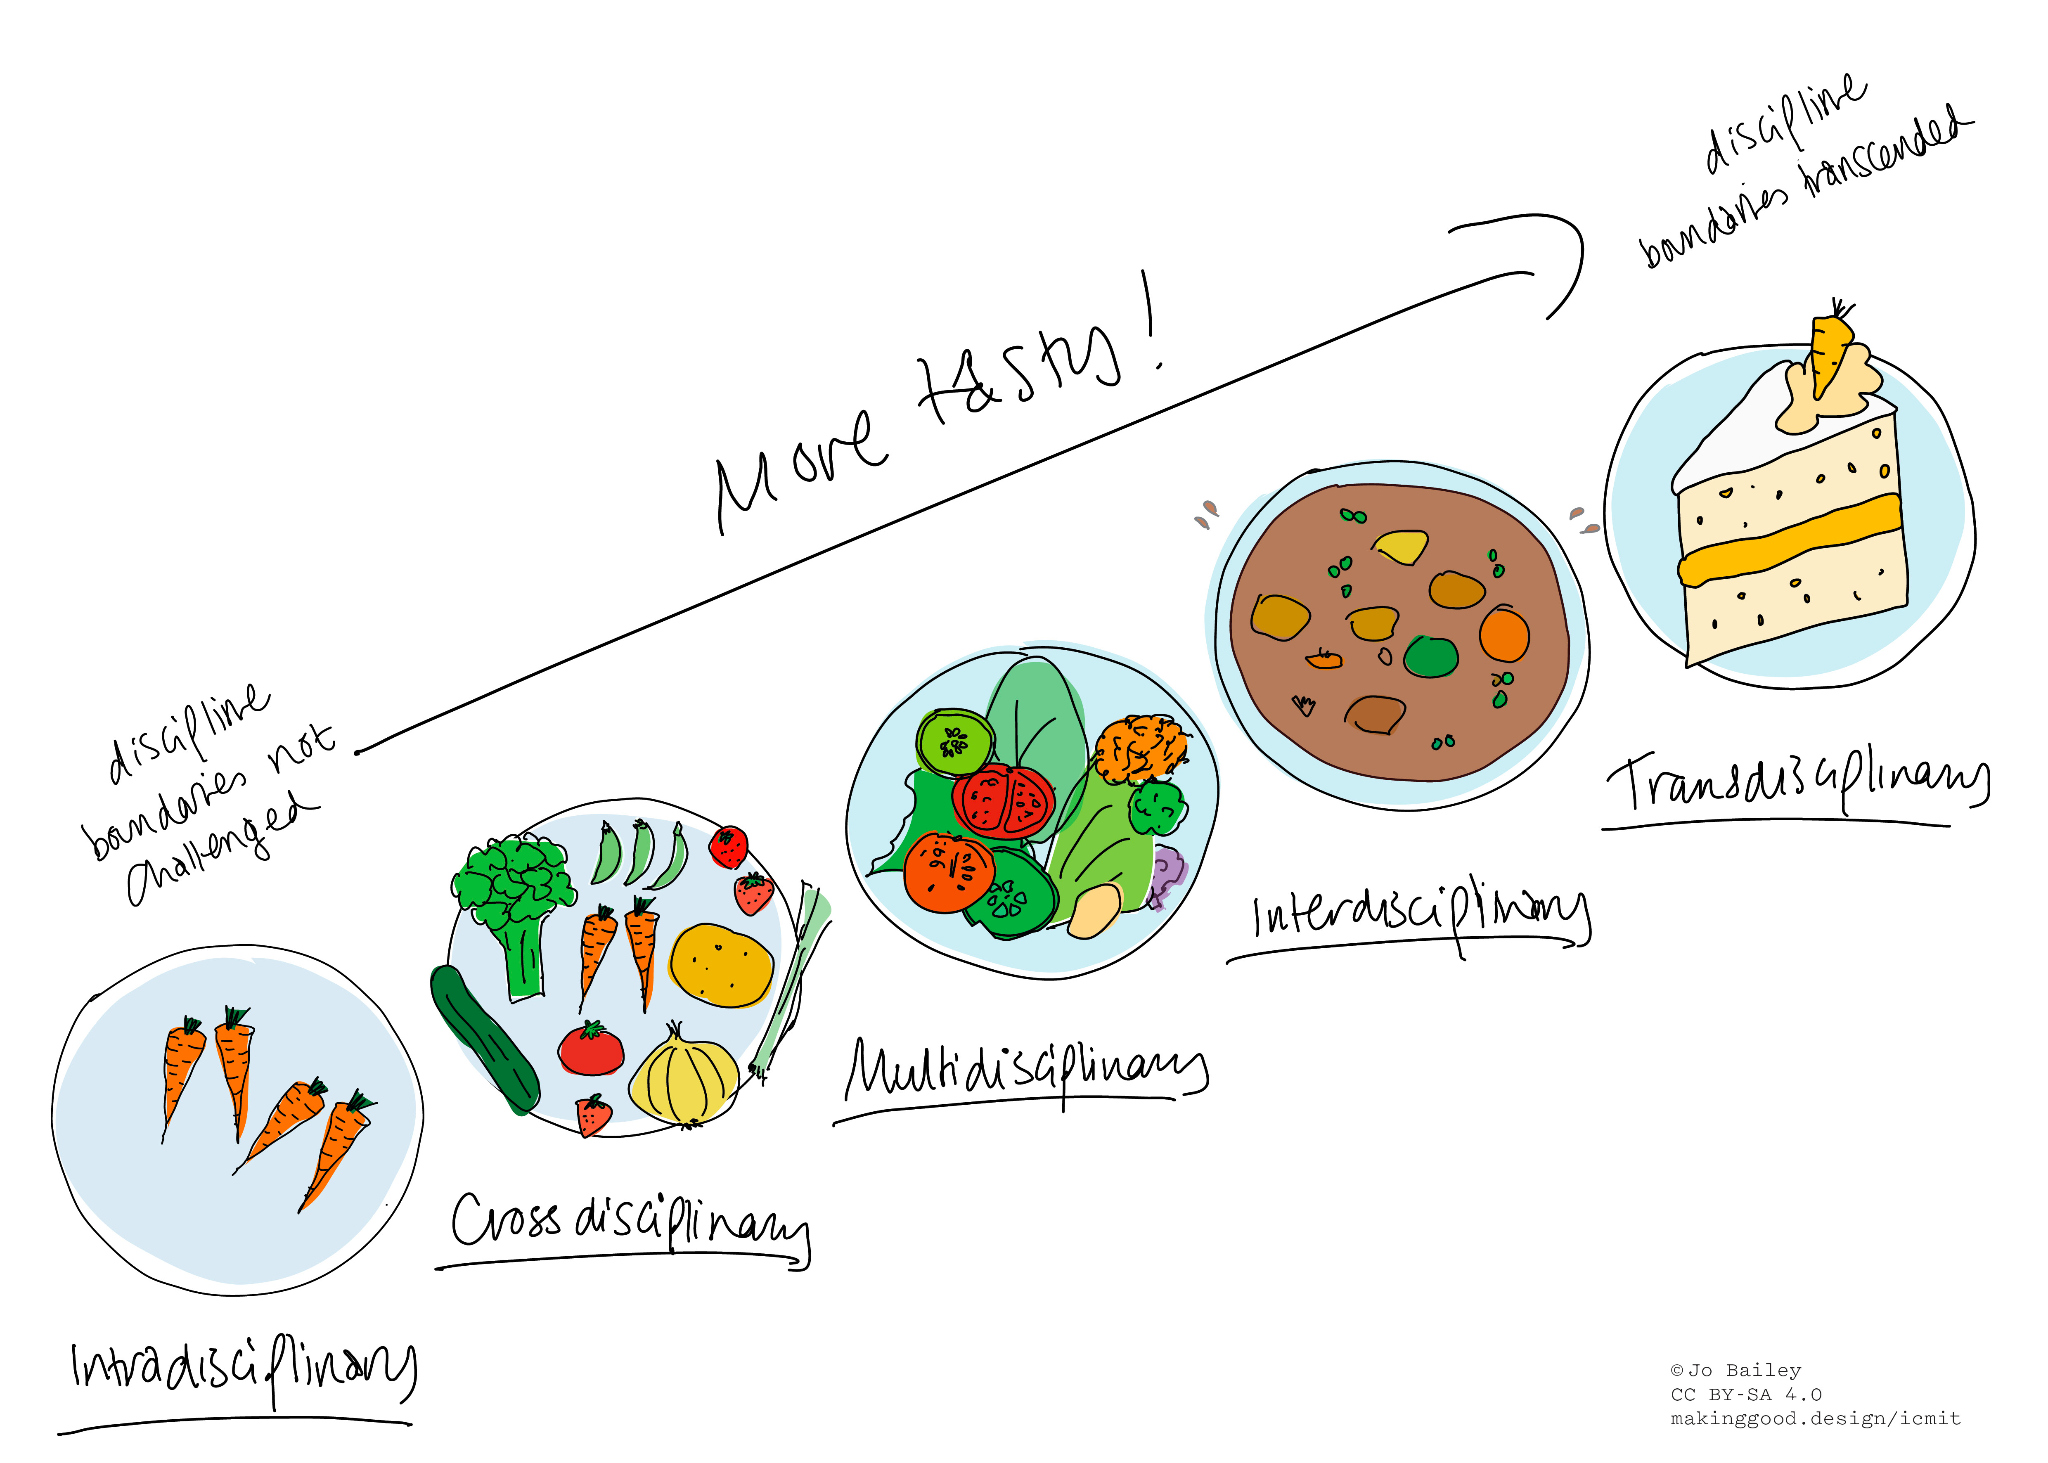 discipline
boundaries transcended
More tasty!
discipline
boundaries not
challenged
Transdisciplinary
Interdisciplinary
Multidisciplinary
Cross disciplinary
Intradisciplinary
©Jo Bailey
CC BY-SA 4.0
makinggood.design/icmit